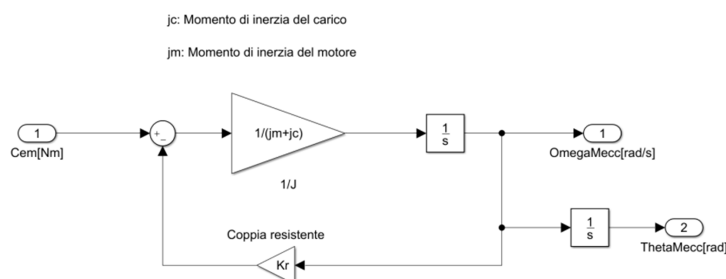 jc: Momento di inerzia del carico
jm: Momento di inerzia del motore
1
Cem[Nm]
+
−
1/(jm+jc)
1/J
1
s
1
OmegaMecc[rad/s]
1
s
2
ThetaMecc[rad]
Coppia resistente
Kr